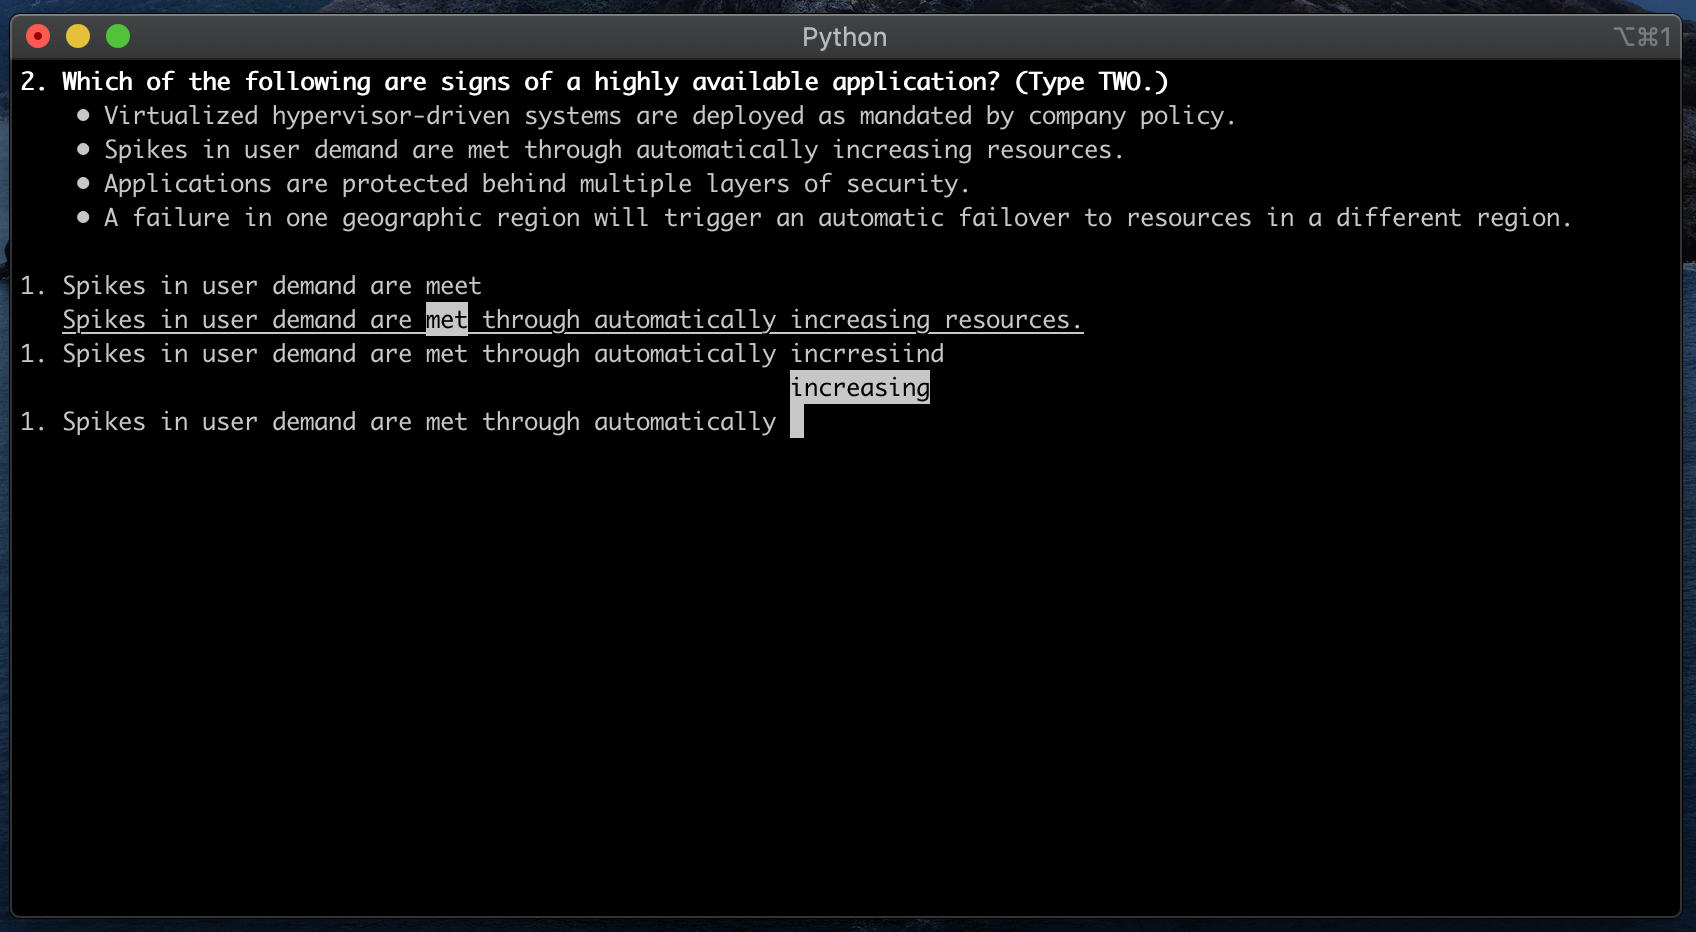 Python
⌥⌘1
2. Which of the following are signs of a highly available application? (Type TWO.)
● Virtualized hypervisor-driven systems are deployed as mandated by company policy.
● Spikes in user demand are met through automatically increasing resources.
● Applications are protected behind multiple layers of security.
● A failure in one geographic region will trigger an automatic failover to resources in a different region.
1. Spikes in user demand are meet
Spikes in user demand are met through automatically increasing resources.
1. Spikes in user demand are met through automatically incrresiind
increasing
1. Spikes in user demand are met through automatically